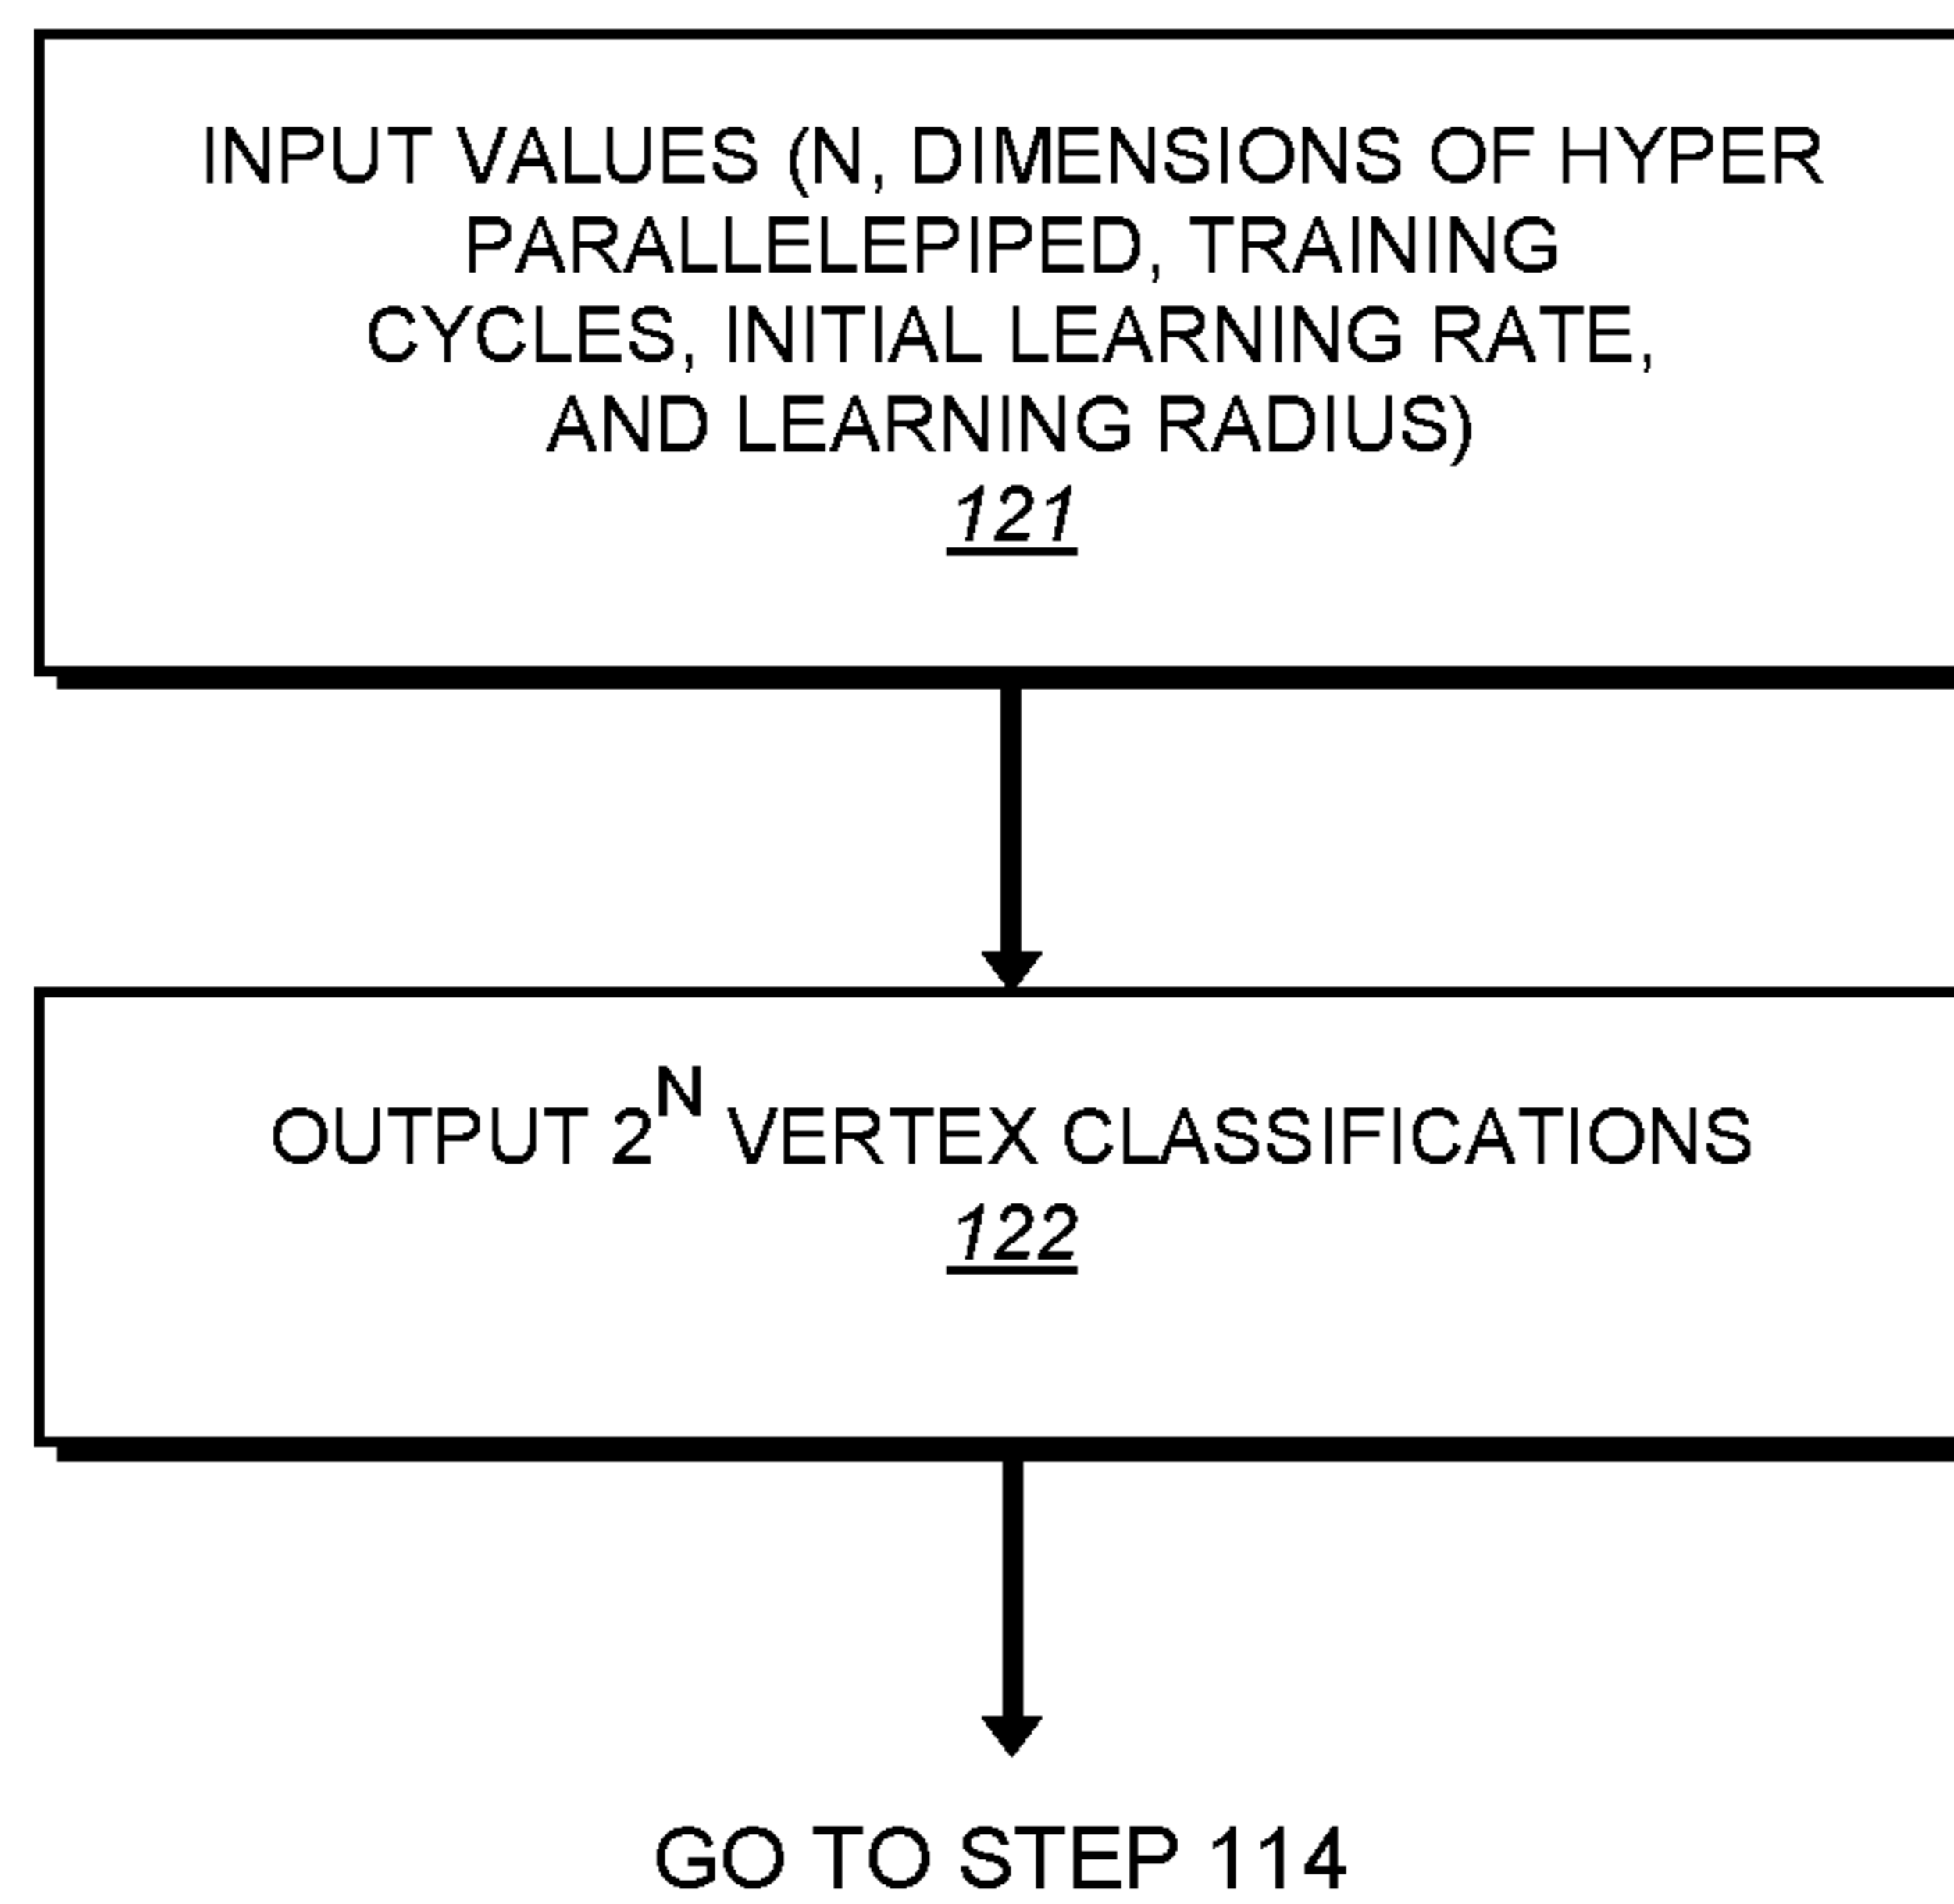 INPUT VALUES (N, DIMENSIONS OF HYPER
PARALLELEPIPED, TRAINING
CYCLES, INITIAL LEARNING RATE,
AND LEARNING RADIUS)
121
OUTPUT 2^N VERTEX CLASSIFICATIONS
122
GO TO STEP 114